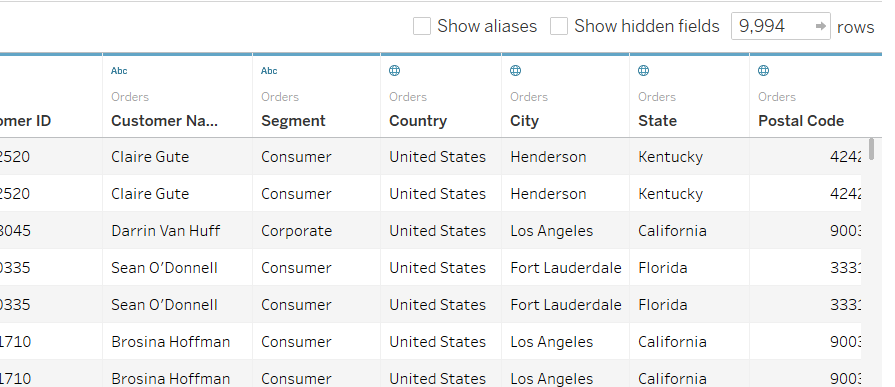 Show aliases Show hidden fields 9,994 rows
Abc Abc
Orders Orders Orders Orders Orders Orders
omer ID Customer Na... Segment Country City State Postal Code
2520 Claire Gute Consumer United States Henderson Kentucky 4242
2520 Claire Gute Consumer United States Henderson Kentucky 4242
3045 Darrin Van Huff Corporate United States Los Angeles California 9003
0335 Sean O'Donnell Consumer United States Fort Lauderdale Florida 3331
0335 Sean O'Donnell Consumer United States Fort Lauderdale Florida 3331
1710 Brosina Hoffman Consumer United States Los Angeles California 9003
1710 Brosina Hoffman Consumer United States Los Angeles California 9003